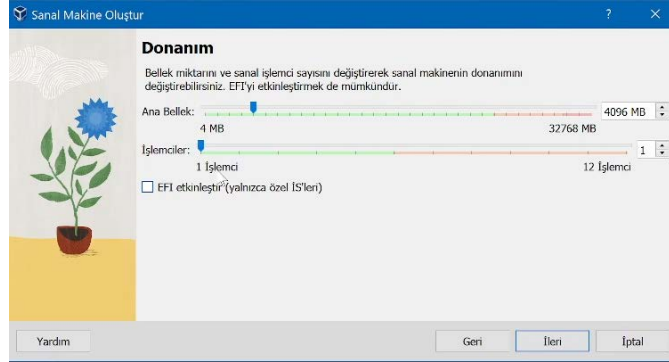 Sanal Makine Oluştur
Donanım
Bellek miktarını ve sanal işlemci sayısını değiştirerek sanal makinenin donanımını
değiştirebilirsiniz. EFI'yi etkinleştirmek de mümkündür.
Ana Bellek: 4096 MB
4 MB 32768 MB
İşlemciler: 1
1 İşlemci 12 İşlemci
EFI etkinleştir (yalnızca özel İS'leri)
Yardım Geri İleri İptal